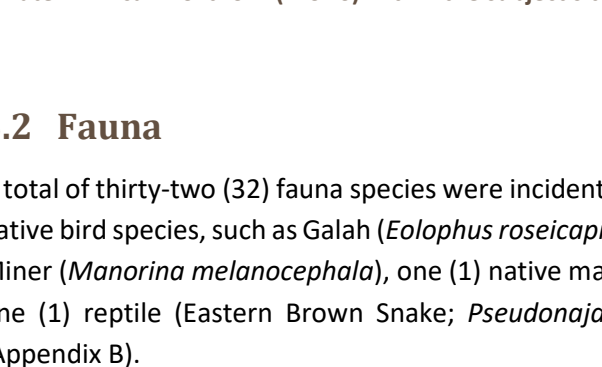 .2 Fauna
total of thirty-two (32) fauna species were incident
ative bird species, such as Galah (Eolophus roseicap
Miner (Manorina melanocephala), one (1) native ma
ne (1) reptile (Eastern Brown Snake; Pseudonaja
Appendix B).